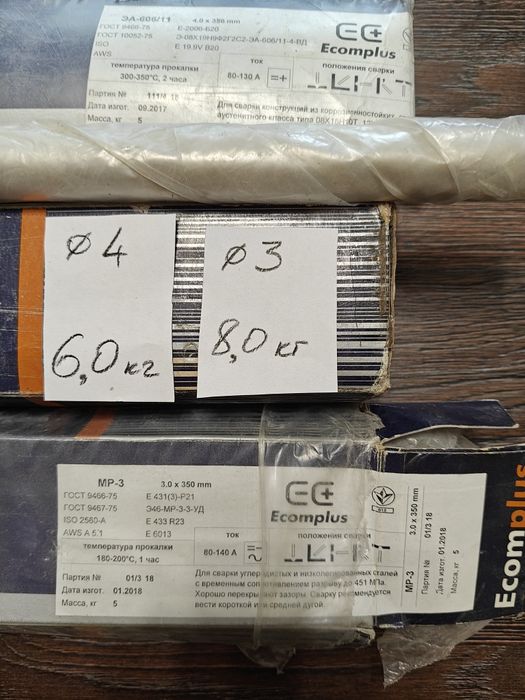 ЭА-606/11 4.0 x 350 mm
ГОСТ 9466-75 E-2000-Б20
ГОСТ 10052-75 Э-08Х19Н9Ф2Г2С2-ЭА-606/11-4-ВД
ISO E 19.9V B20
AWS
Ecomplus
температура прокалки
300-350°C, 2 часа
ток
80-130 А
положения сварки
Партия № 111/4 18
Дата изгот. 09.2017
Масса, кг 5
Для сварки конструкций из коррозионностойких
аустенитного класса типа
ø4
6,0 кг
ø3
8,0 кг
МР-3 3.0 x 350 mm
ГОСТ 9466-75 E 431(3)-Р21
ГОСТ 9467-75 Э46-МР-3-3-УД
ISO 2560-A E 433 R23
AWS A 5.1 E 6013
Ecomplus
температура прокалки
180-200°C, 1 час
ток
80-140 А
положения сварки
Партия № 01/3 18
Дата изгот. 01.2018
Масса, кг 5
Для сварки углеродистых и низколегированных сталей
с временным сопротивлением разрыву до 451 МПа.
Хорошо перекрывают зазоры. Сварку рекомендуется
вести короткой или средней дугой.
МР-3 3.0 x 350 mm
Партия № 01/3 18
Дата изгот. 01.2018
Масса, кг 5
Ecomplus